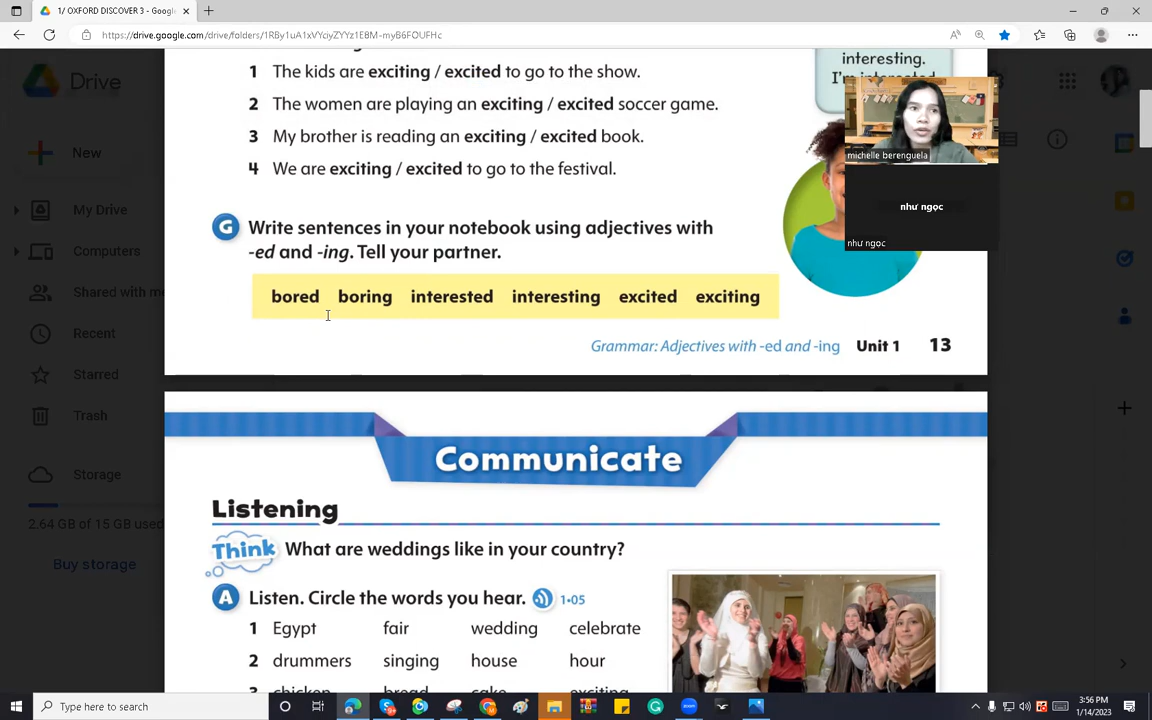 1/ OXFORD DISCOVER 3 - Googl
https://drive.google.com/drive/folders/1RBy1uA1xVYciyZYYz1E8M-myB6FOUFHc
Drive
New
My Drive
Computers
Shared with me
Recent
Starred
Trash
Storage
2.64 GB of 15 GB used
Buy storage
interesting.
I'm interested
1 The kids are exciting / excited to go to the show.
2 The women are playing an exciting / excited soccer game.
3 My brother is reading an exciting / excited book.
4 We are exciting / excited to go to the festival.
michelle berenguela
như ngọc
như ngọc
G Write sentences in your notebook using adjectives with
-ed and -ing. Tell your partner.
bored boring interested interesting excited exciting
Grammar: Adjectives with -ed and -ing Unit 1 13
Communicate
Listening
Think What are weddings like in your country?
A Listen. Circle the words you hear. 1•05
1 Egypt fair wedding celebrate
2 drummers singing house hour
3 chicken bread cake exciting
Type here to search
3:56 PM
1/14/2023